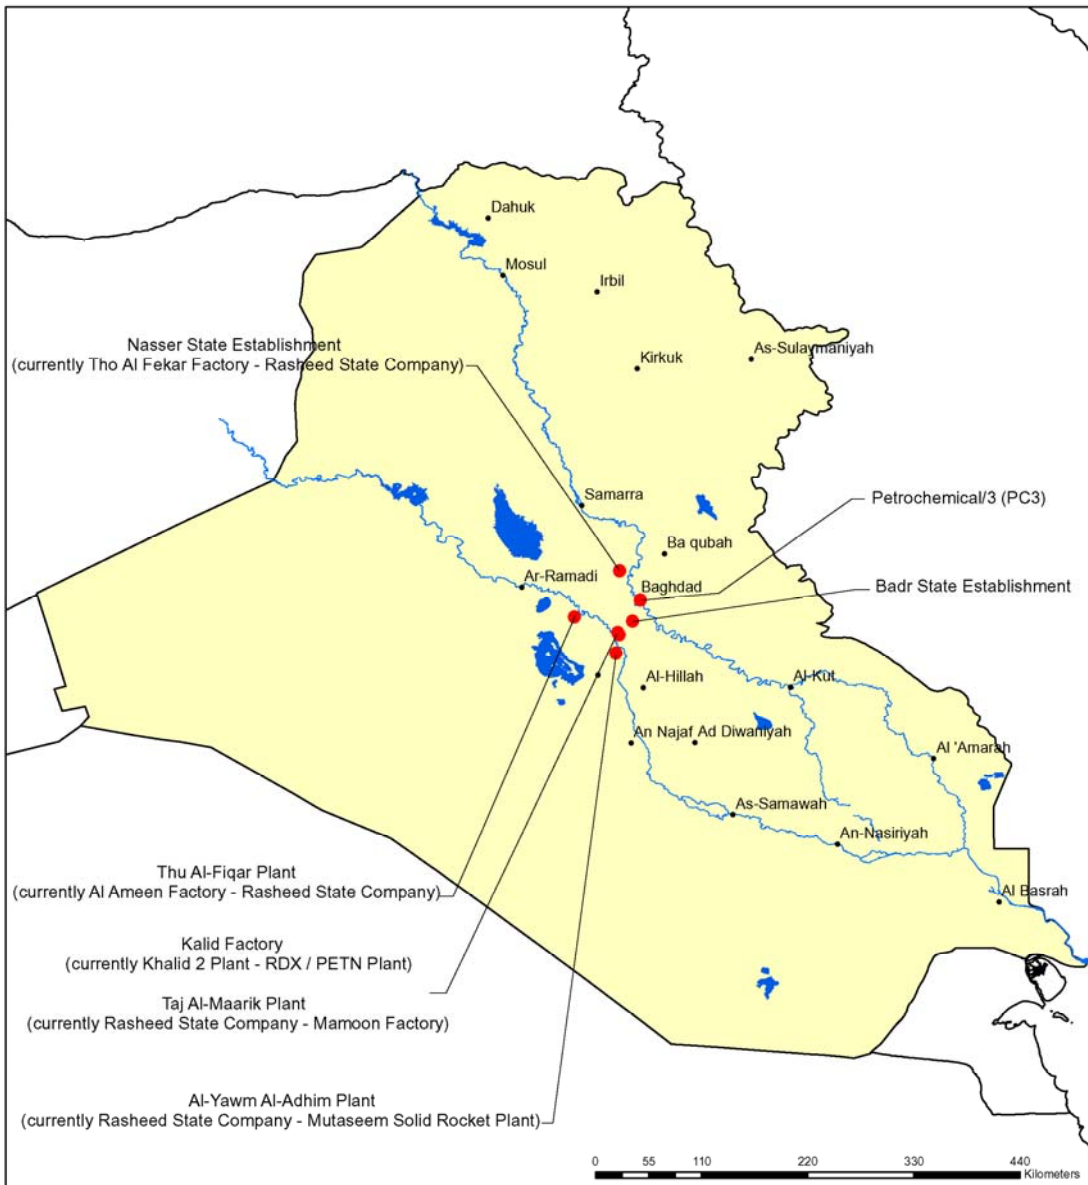 Dahuk
Mosul
Irbil
Nasser State Establishment
(currently Tho Al Fekar Factory - Rasheed State Company)
Kirkuk
As-Sulaymaniyah
Samarra
Petrochemical/3 (PC3)
Ba qubah
Ar-Ramadi
Baghdad
Badr State Establishment
Al-Hillah
Al-Kut
An Najaf
Ad Diwaniyah
Al 'Amarah
As-Samawah
An-Nasiriyah
Thu Al-Fiqar Plant
(currently Al Ameen Factory - Rasheed State Company)
Al Basrah
Kalid Factory
(currently Khalid 2 Plant - RDX / PETN Plant)
Taj Al-Maarik Plant
(currently Rasheed State Company - Mamoon Factory)
Al-Yawm Al-Adhim Plant
(currently Rasheed State Company - Mutaseem Solid Rocket Plant)
0 55 110 220 330 440
Kilometers